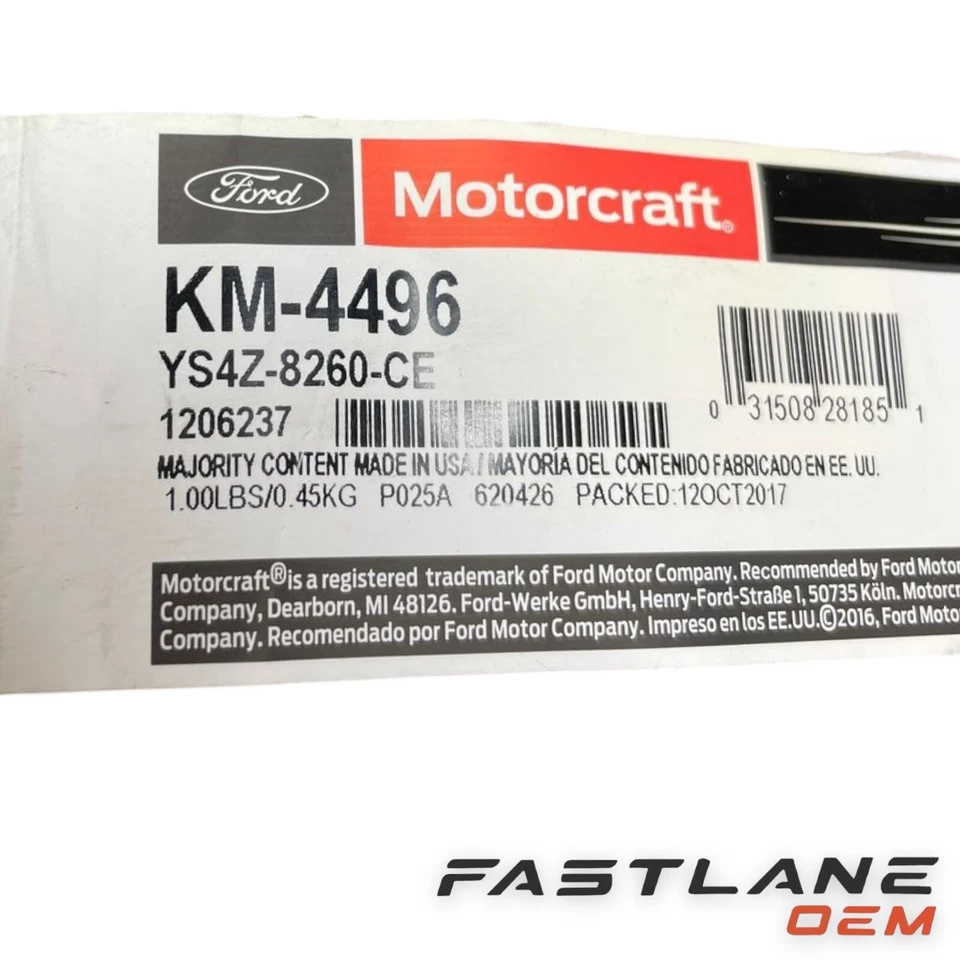 Ford
Motorcraft®
KM-4496
YS4Z-8260-CE
1206237
0 31508 28185 1
MAJORITY CONTENT MADE IN USA / MAYORÍA DEL CONTENIDO FABRICADO EN EE. UU.
1.00LBS/0.45KG P025A 620426 PACKED:12OCT2017
Motorcraft® is a registered trademark of Ford Motor Company. Recommended by Ford Motor
Company, Dearborn, MI 48126. Ford-Werke GmbH, Henry-Ford-Straße 1, 50735 Köln. Motorc
Company. Recomendado por Ford Motor Company. Impreso en los EE.UU.©2016, Ford Motor
FASTLANE
OEM